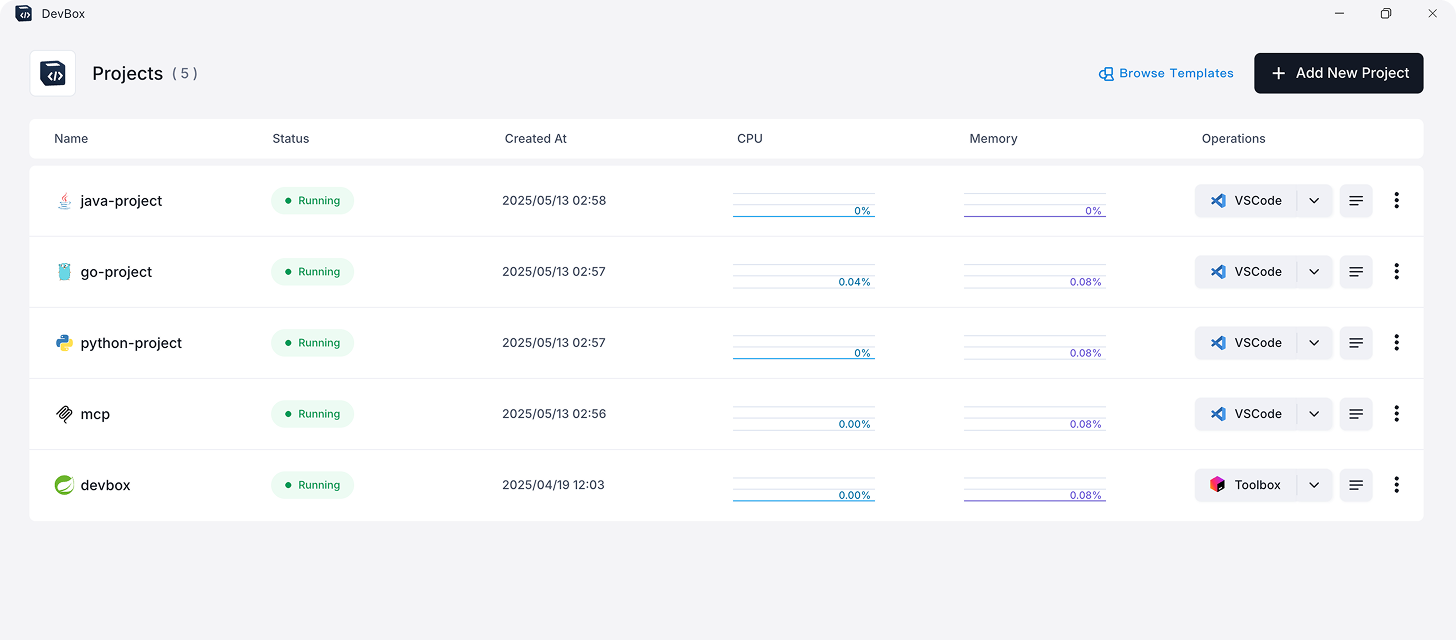 DevBox
Projects ( 5 )
Browse Templates
+ Add New Project
Name Status Created At CPU Memory Operations
java-project Running 2025/05/13 02:58 0% 0% VSCode
go-project Running 2025/05/13 02:57 0.04% 0.08% VSCode
python-project Running 2025/05/13 02:57 0% 0.08% VSCode
mcp Running 2025/05/13 02:56 0.00% 0.08% VSCode
devbox Running 2025/04/19 12:03 0.00% 0.08% Toolbox